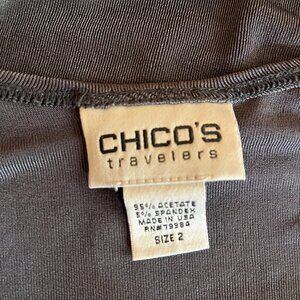 CHICO'S
travelers
95% ACETATE
5% SPANDEX
MADE IN USA
RN#79984
SIZE 2